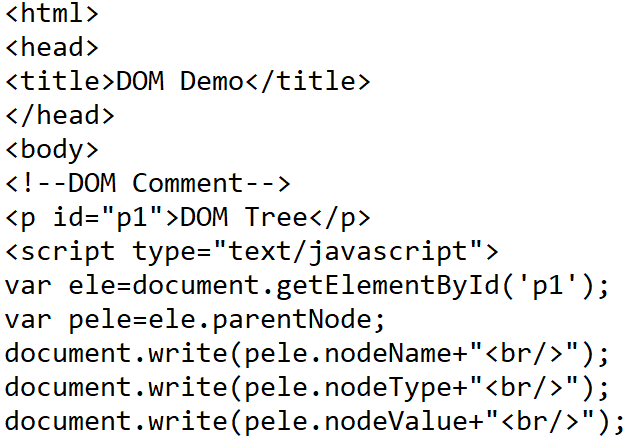 <html>
<head>
<title>DOM Demo</title>
</head>
<body>
<!--DOM Comment-->
<p id="p1">DOM Tree</p>
<script type="text/javascript">
var ele=document.getElementById('p1');
var pele=ele.parentNode;
document.write(pele.nodeName+"<br/>");
document.write(pele.nodeType+"<br/>");
document.write(pele.nodeValue+"<br/>");